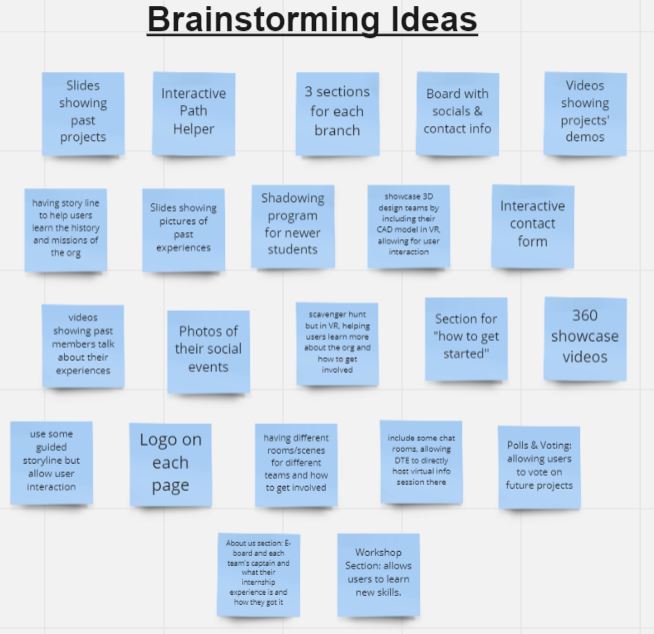 Brainstorming Ideas
Slides
showing
past
projects
Interactive
Path
Helper
3 sections
for each
branch
Board with
socials &
contact info
Videos
showing
projects'
demos
having story line
to help users
learn the history
and missions of
the org
Slides showing
pictures of
past
experiences
Shadowing
program
for newer
students
showcase 3D
design teams by
including their
CAD model in VR,
allowing for user
interaction
Interactive
contact
form
videos
showing past
members talk
about their
experiences
Photos of
their social
events
scavenger hunt
but in VR, helping
users learn more
about the org and
how to get
involved
Section for
"how to get
started"
360
showcase
videos
use some
guided
storyline but
allow user
interaction
Logo on
each
page
having different
rooms/scenes
for different
teams and how
to get involved
include some chat
rooms, allowing
DTE to directly
host virtual info
session there
Polls & Voting:
allowing users
to vote on
future projects
About us section: E-
board and each
team's captain and
what their
internship
experience is and
how they got it
Workshop
Section: allows
users to learn
new skills.